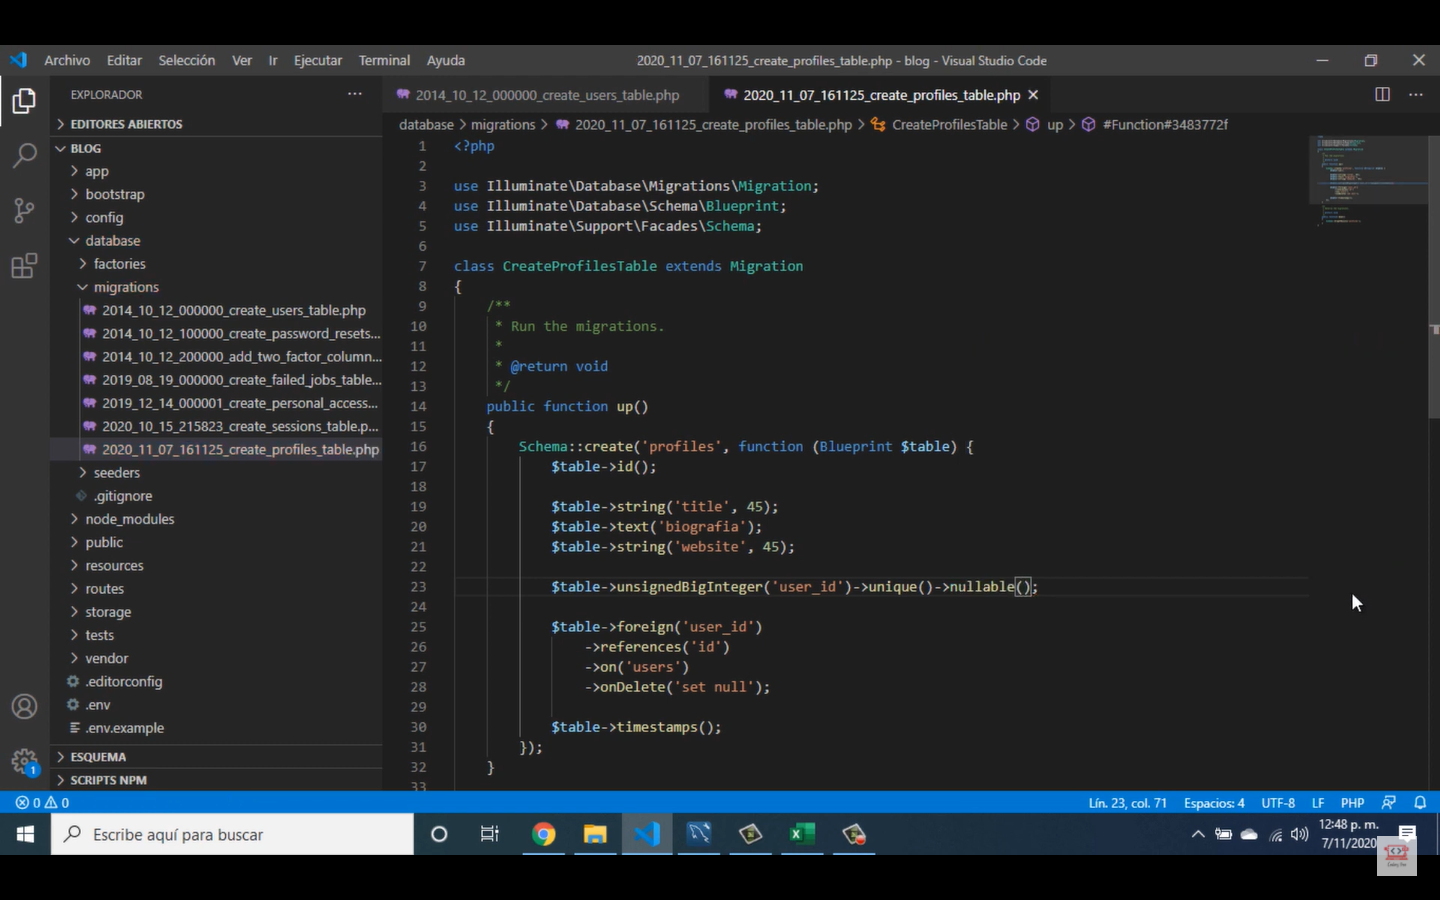 Archivo Editar Selección Ver Ir Ejecutar Terminal Ayuda
2020_11_07_161125_create_profiles_table.php - blog - Visual Studio Code
EXPLORADOR
EDITORES ABIERTOS
BLOG
app
bootstrap
config
database
factories
migrations
2014_10_12_000000_create_users_table.php
2014_10_12_100000_create_password_resets...
2014_10_12_200000_add_two_factor_column...
2019_08_19_000000_create_failed_jobs_table...
2019_12_14_000001_create_personal_access...
2020_10_15_215823_create_sessions_table.p...
2020_11_07_161125_create_profiles_table.php
seeders
.gitignore
node_modules
public
resources
routes
storage
tests
vendor
.editorconfig
.env
.env.example
ESQUEMA
SCRIPTS NPM
1
2014_10_12_000000_create_users_table.php
2020_11_07_161125_create_profiles_table.php
database > migrations > 2020_11_07_161125_create_profiles_table.php > CreateProfilesTable > up > #Function#3483772f
1 <?php
2
3 use Illuminate\Database\Migrations\Migration;
4 use Illuminate\Database\Schema\Blueprint;
5 use Illuminate\Support\Facades\Schema;
6
7 class CreateProfilesTable extends Migration
8 {
9 /**
10 * Run the migrations.
11 *
12 * @return void
13 */
14 public function up()
15 {
16 Schema::create('profiles', function (Blueprint $table) {
17 $table->id();
18
19 $table->string('title', 45);
20 $table->text('biografia');
21 $table->string('website', 45);
22
23 $table->unsignedBigInteger('user_id')->unique()->nullable();
24
25 $table->foreign('user_id')
26 ->references('id')
27 ->on('users')
28 ->onDelete('set null');
29
30 $table->timestamps();
31 });
32 }
33
0 0
Lín. 23, col. 71 Espacios: 4 UTF-8 LF PHP
Escribe aquí para buscar
12:48 p. m.
7/11/2020